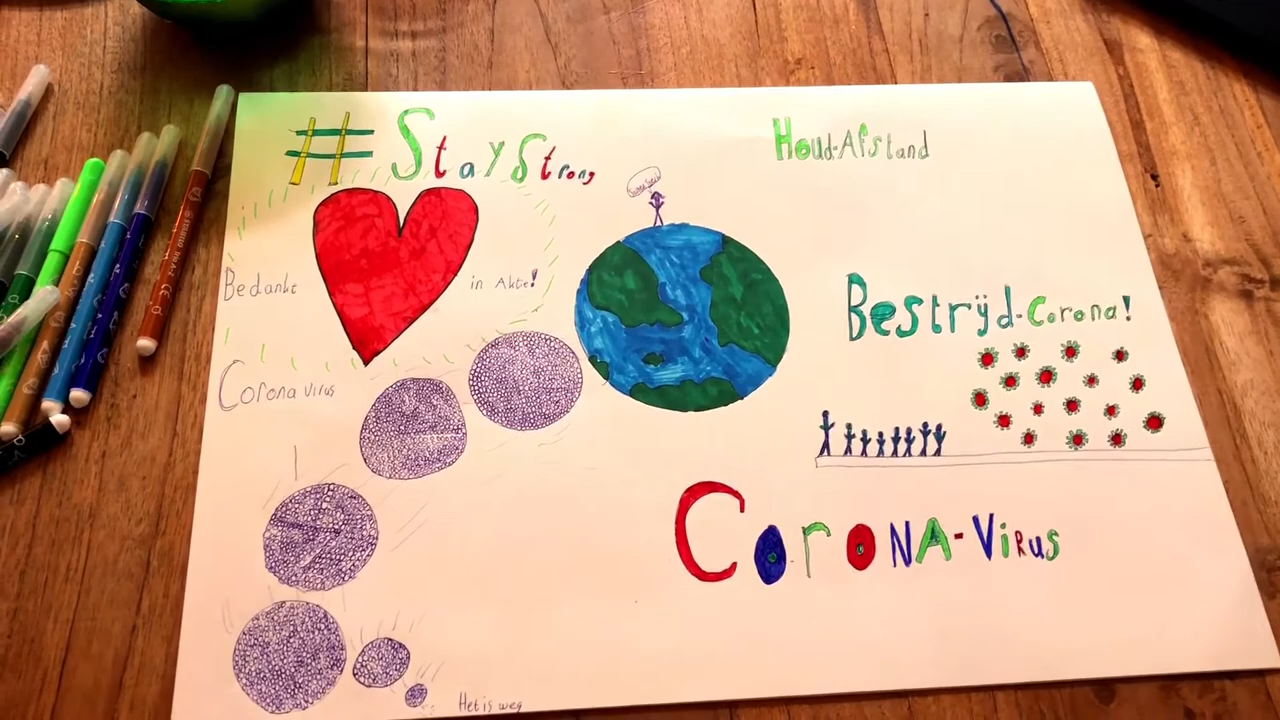 #StayStrong
Houd-Afstand
Bedankt in Aktie!
Bestrijd-Corona!
Corona virus
CoroNA-Virus
Het is weg